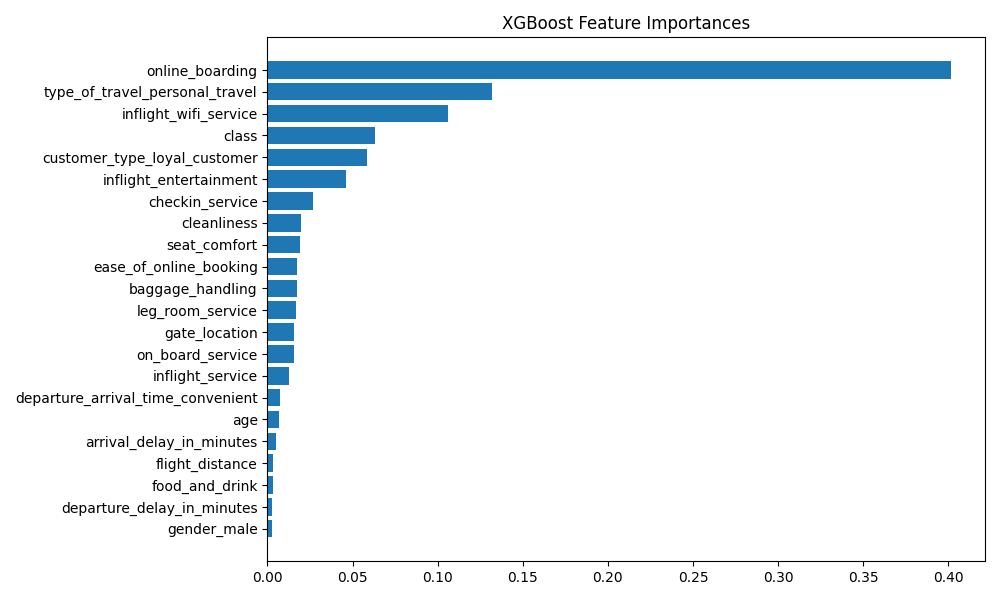 XGBoost Feature Importances
online_boarding
type_of_travel_personal_travel
inflight_wifi_service
class
customer_type_loyal_customer
inflight_entertainment
checkin_service
cleanliness
seat_comfort
ease_of_online_booking
baggage_handling
leg_room_service
gate_location
on_board_service
inflight_service
departure_arrival_time_convenient
age
arrival_delay_in_minutes
flight_distance
food_and_drink
departure_delay_in_minutes
gender_male
0.00 0.05 0.10 0.15 0.20 0.25 0.30 0.35 0.40